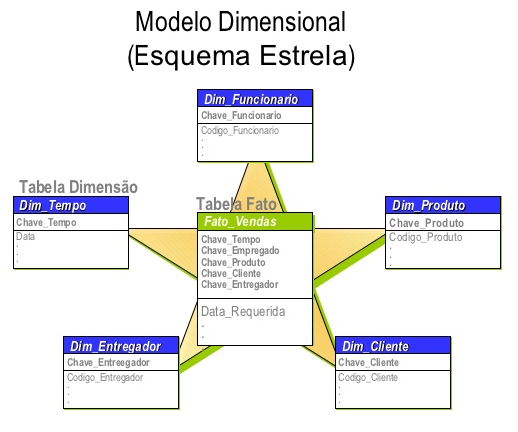 Modelo Dimensional
(Esquema Estrela)
Dim_Funcionario
Chave_Funcionario
Codigo_Funcionario
.
.
Tabela Dimensão
Dim_Tempo
Chave_Tempo
Data
.
.
.
Tabela Fato
Fato_Vendas
Chave_Tempo
Chave_Empregado
Chave_Produto
Chave_Cliente
Chave_Entregador
Data_Requerida
.
.
Dim_Produto
Chave_Produto
Codigo_Produto
.
.
Dim_Entregador
Chave_Entreegador
Codigo_Entregador
.
.
.
Dim_Cliente
Chave_Cliente
Codigo_Cliente
.
.
.